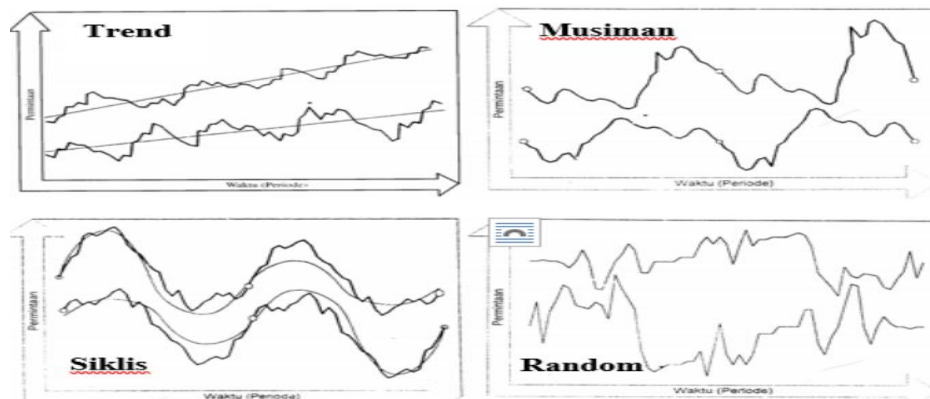 Trend
Permintaan
Waktu (Periode)
Musiman
Permintaan
Waktu (Periode)
Permintaan
Siklis
Waktu (Periode)
Permintaan
Random
Waktu (Periode)